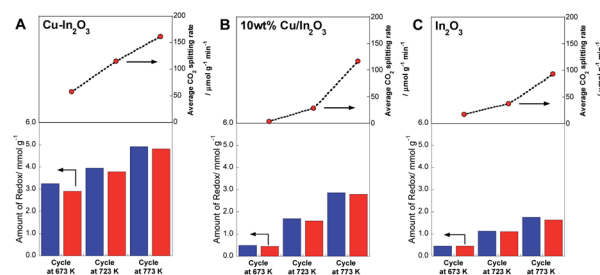 A
Cu-In2O3
200
150
100
50
0
Average CO2 splitting rate
/ μmol g-1 min-1
6.0
5.0
4.0
3.0
2.0
1.0
0.0
Amount of Redox/ mmol g-1
Cycle
at 673 K
Cycle
at 723 K
Cycle
at 773 K
B
10wt% Cu/In2O3
200
150
100
50
0
Average CO2 splitting rate
/ μmol g-1 min-1
6.0
5.0
4.0
3.0
2.0
1.0
0.0
Amount of Redox/ mmol g-1
Cycle
at 673 K
Cycle
at 723 K
Cycle
at 773 K
C
In2O3
200
150
100
50
0
Average CO2 splitting rate
/ μmol g-1 min-1
6.0
5.0
4.0
3.0
2.0
1.0
0.0
Amount of Redox/ mmol g-1
Cycle
at 673 K
Cycle
at 723 K
Cycle
at 773 K